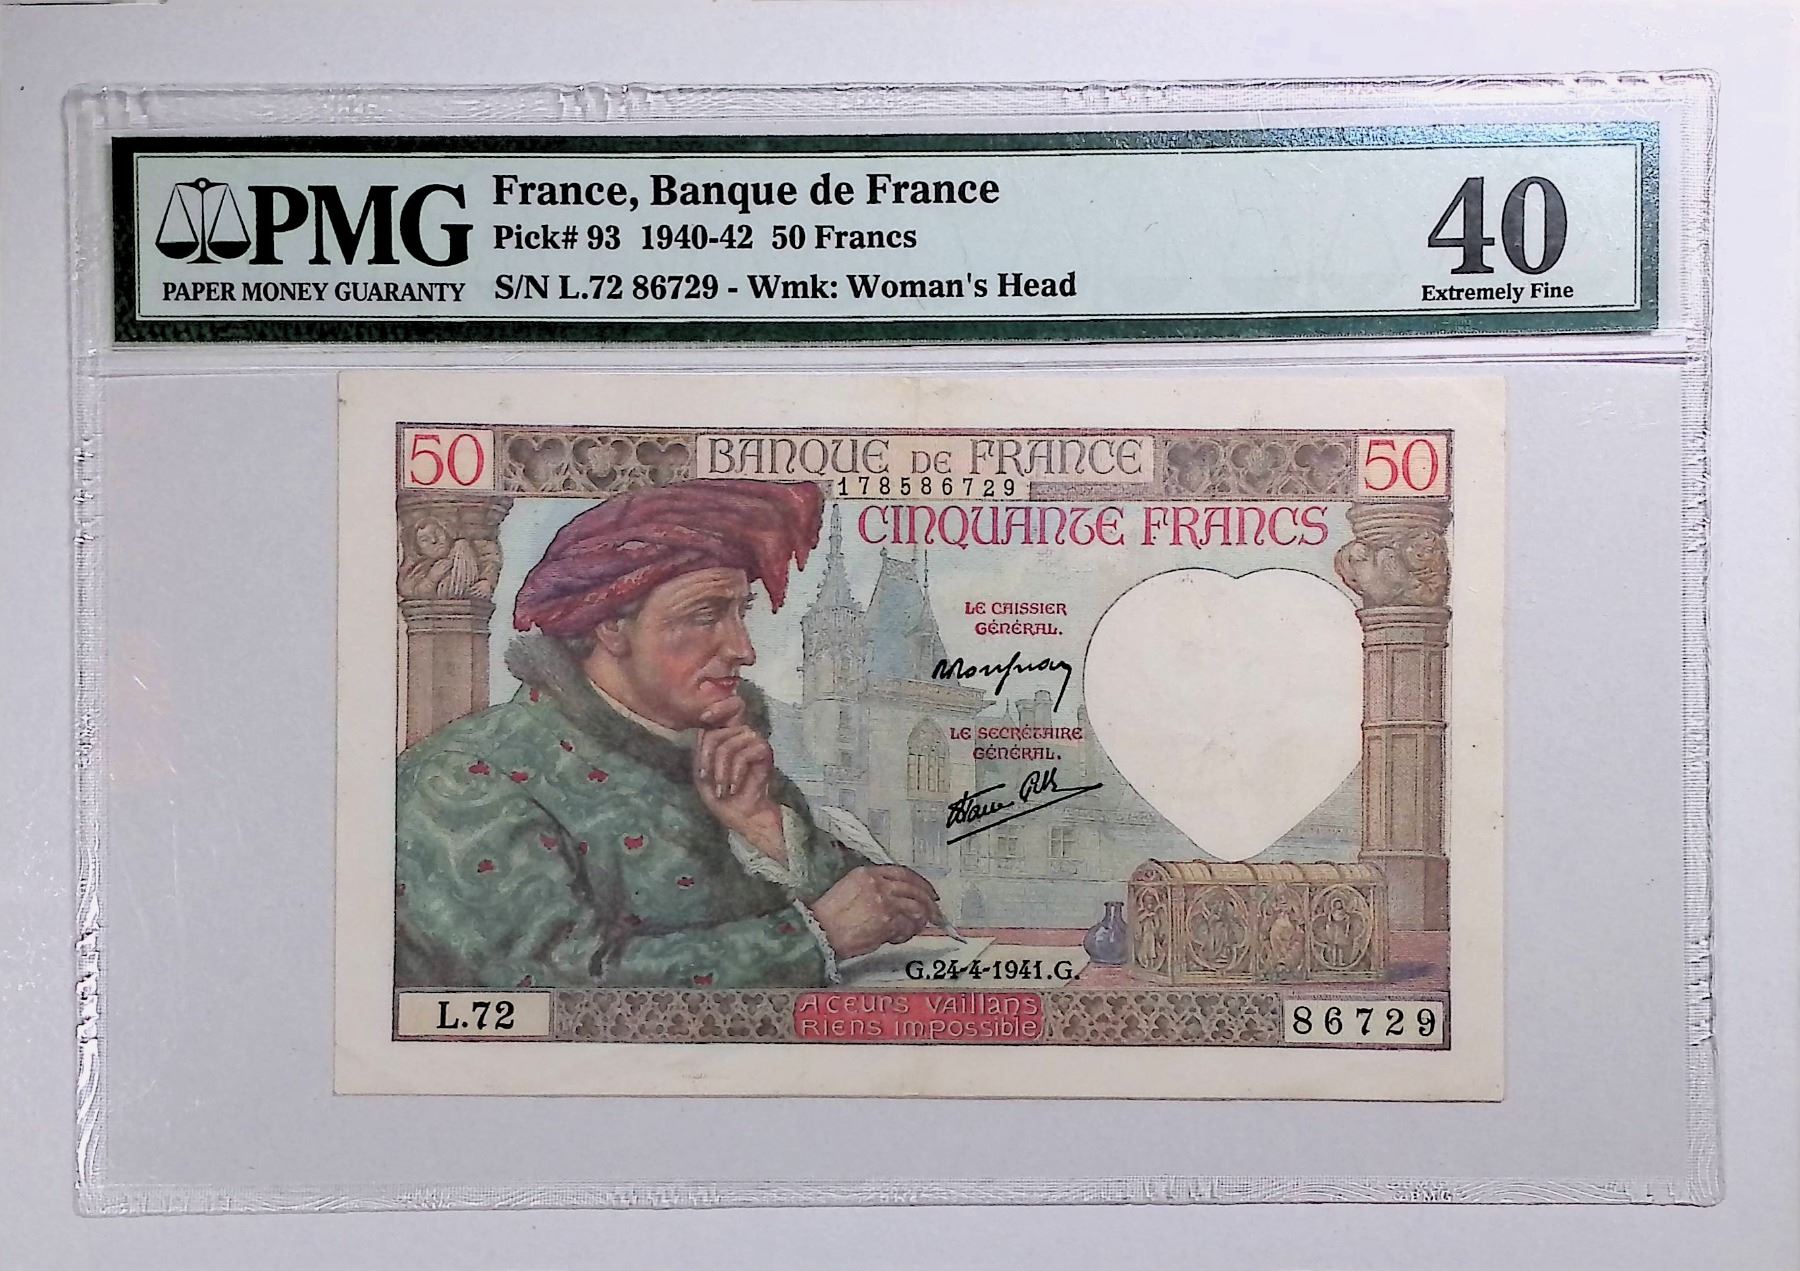 PMG
PAPER MONEY GUARANTY
France, Banque de France
Pick# 93 1940-42 50 Francs
S/N L.72 86729 - Wmk: Woman's Head
40
Extremely Fine
50
BANQUE DE FRANCE
50
178586729
CINQUANTE FRANCS
LE CAISSIER
GÉNÉRAL.
LE SECRÉTAIRE
GÉNÉRAL.
G.24-4-1941.G.
L.72
A CEURS VAILLANS
RIENS IMPOSSIBLE
86729
PMG